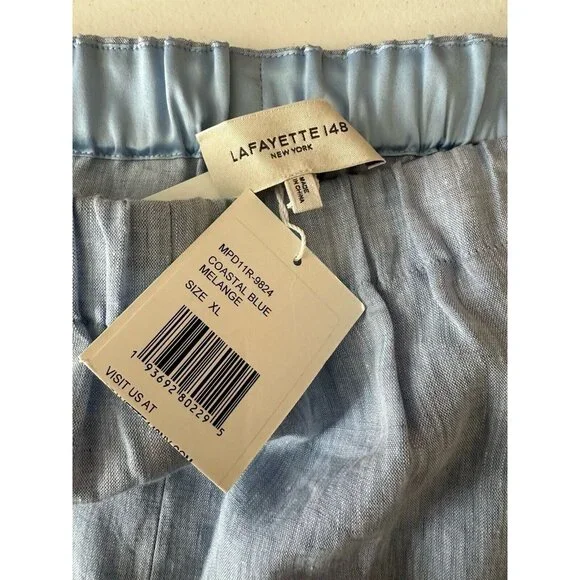 LAFAYETTE 148
NEW YORK
MADE
IN CHINA
MPD11R-9824
COASTAL BLUE
MELANGE
SIZE XL
1 93692 80229 5
VISIT US AT